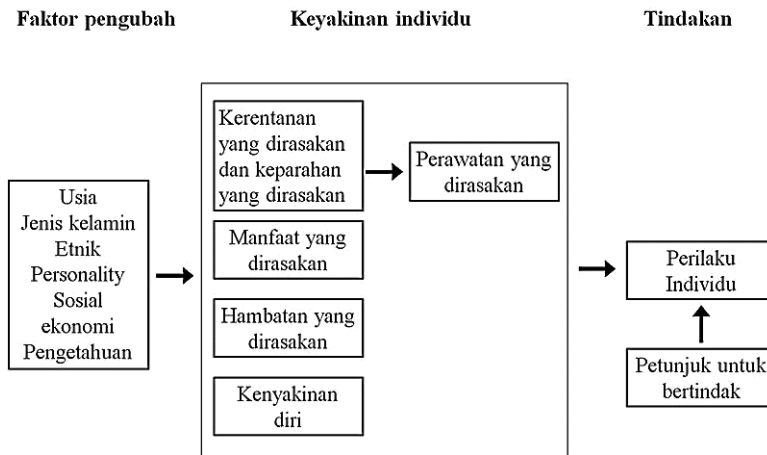 Faktor pengubah
Keyakinan individu
Tindakan
Usia
Jenis kelamin
Etnik
Personality
Sosial
ekonomi
Pengetahuan
Kerentanan
yang dirasakan
dan keparahan
yang dirasakan
Perawatan yang
dirasakan
Manfaat yang
dirasakan
Hambatan yang
dirasakan
Kenyakinan
diri
Perilaku
Individu
Petunjuk untuk
bertindak